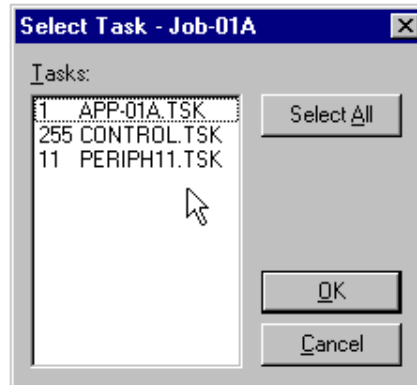 Select Task - Job-01A
Tasks:
1 APP-01A.TSK
255 CONTROL.TSK
11 PERIPH11.TSK
Select All
OK
Cancel